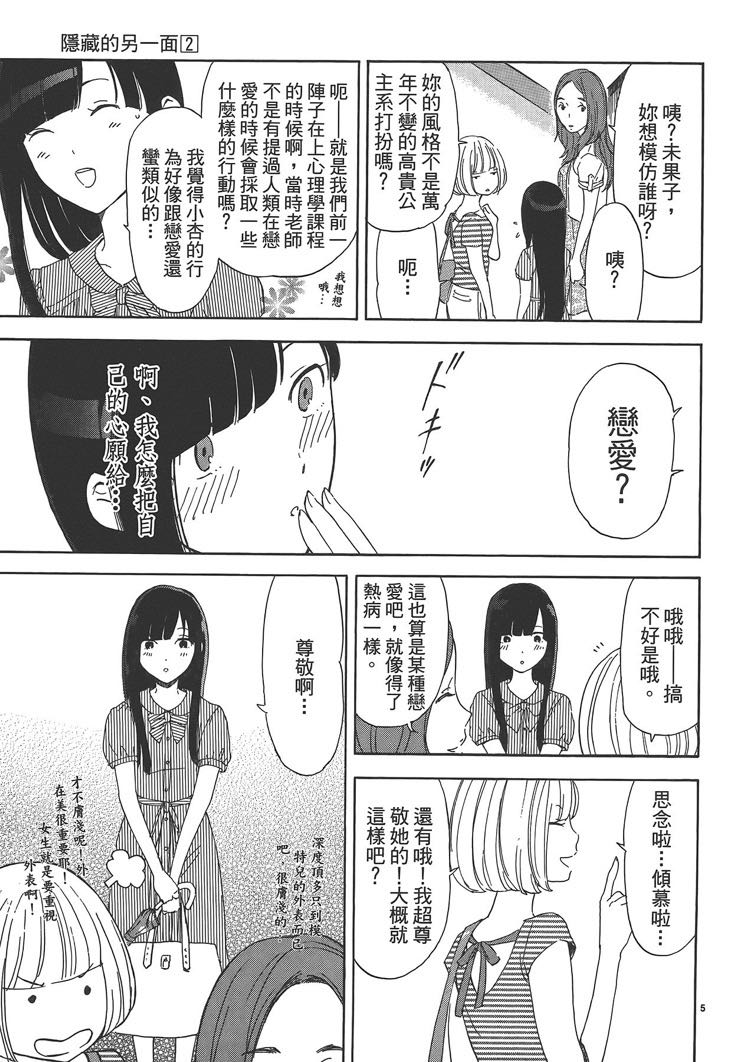 隱藏的另一面2
咦？未果子，
妳想模仿誰呀？
咦？
妳的風格不是萬
年不變的高貴公
主系打扮嗎？
呃…
呃——就是我們前一
陣子在上心理學課程
的時候啊，當時老師
不是有提過人類在戀
愛的時候會採取一些
什麼樣的行動嗎？
我想想
哦…
我覺得小杏的行
為好像跟戀愛還
蠻類似的…
戀愛？
ドキッ
啊、我怎麼把自
己的心願給…
哦哦——搞
不好是哦。
這也算是某種戀
愛吧，就像得了
熱病一樣。
思念啦…傾慕啦…
還有哦！我超尊
敬她的！大概就
這樣吧？
尊敬啊…
深度頂多只到模
特兒的外表而已
吧…很膚淺的…
才不膚淺呢！外
在美很重要耶！
女生就是要重視
外表啊！
5